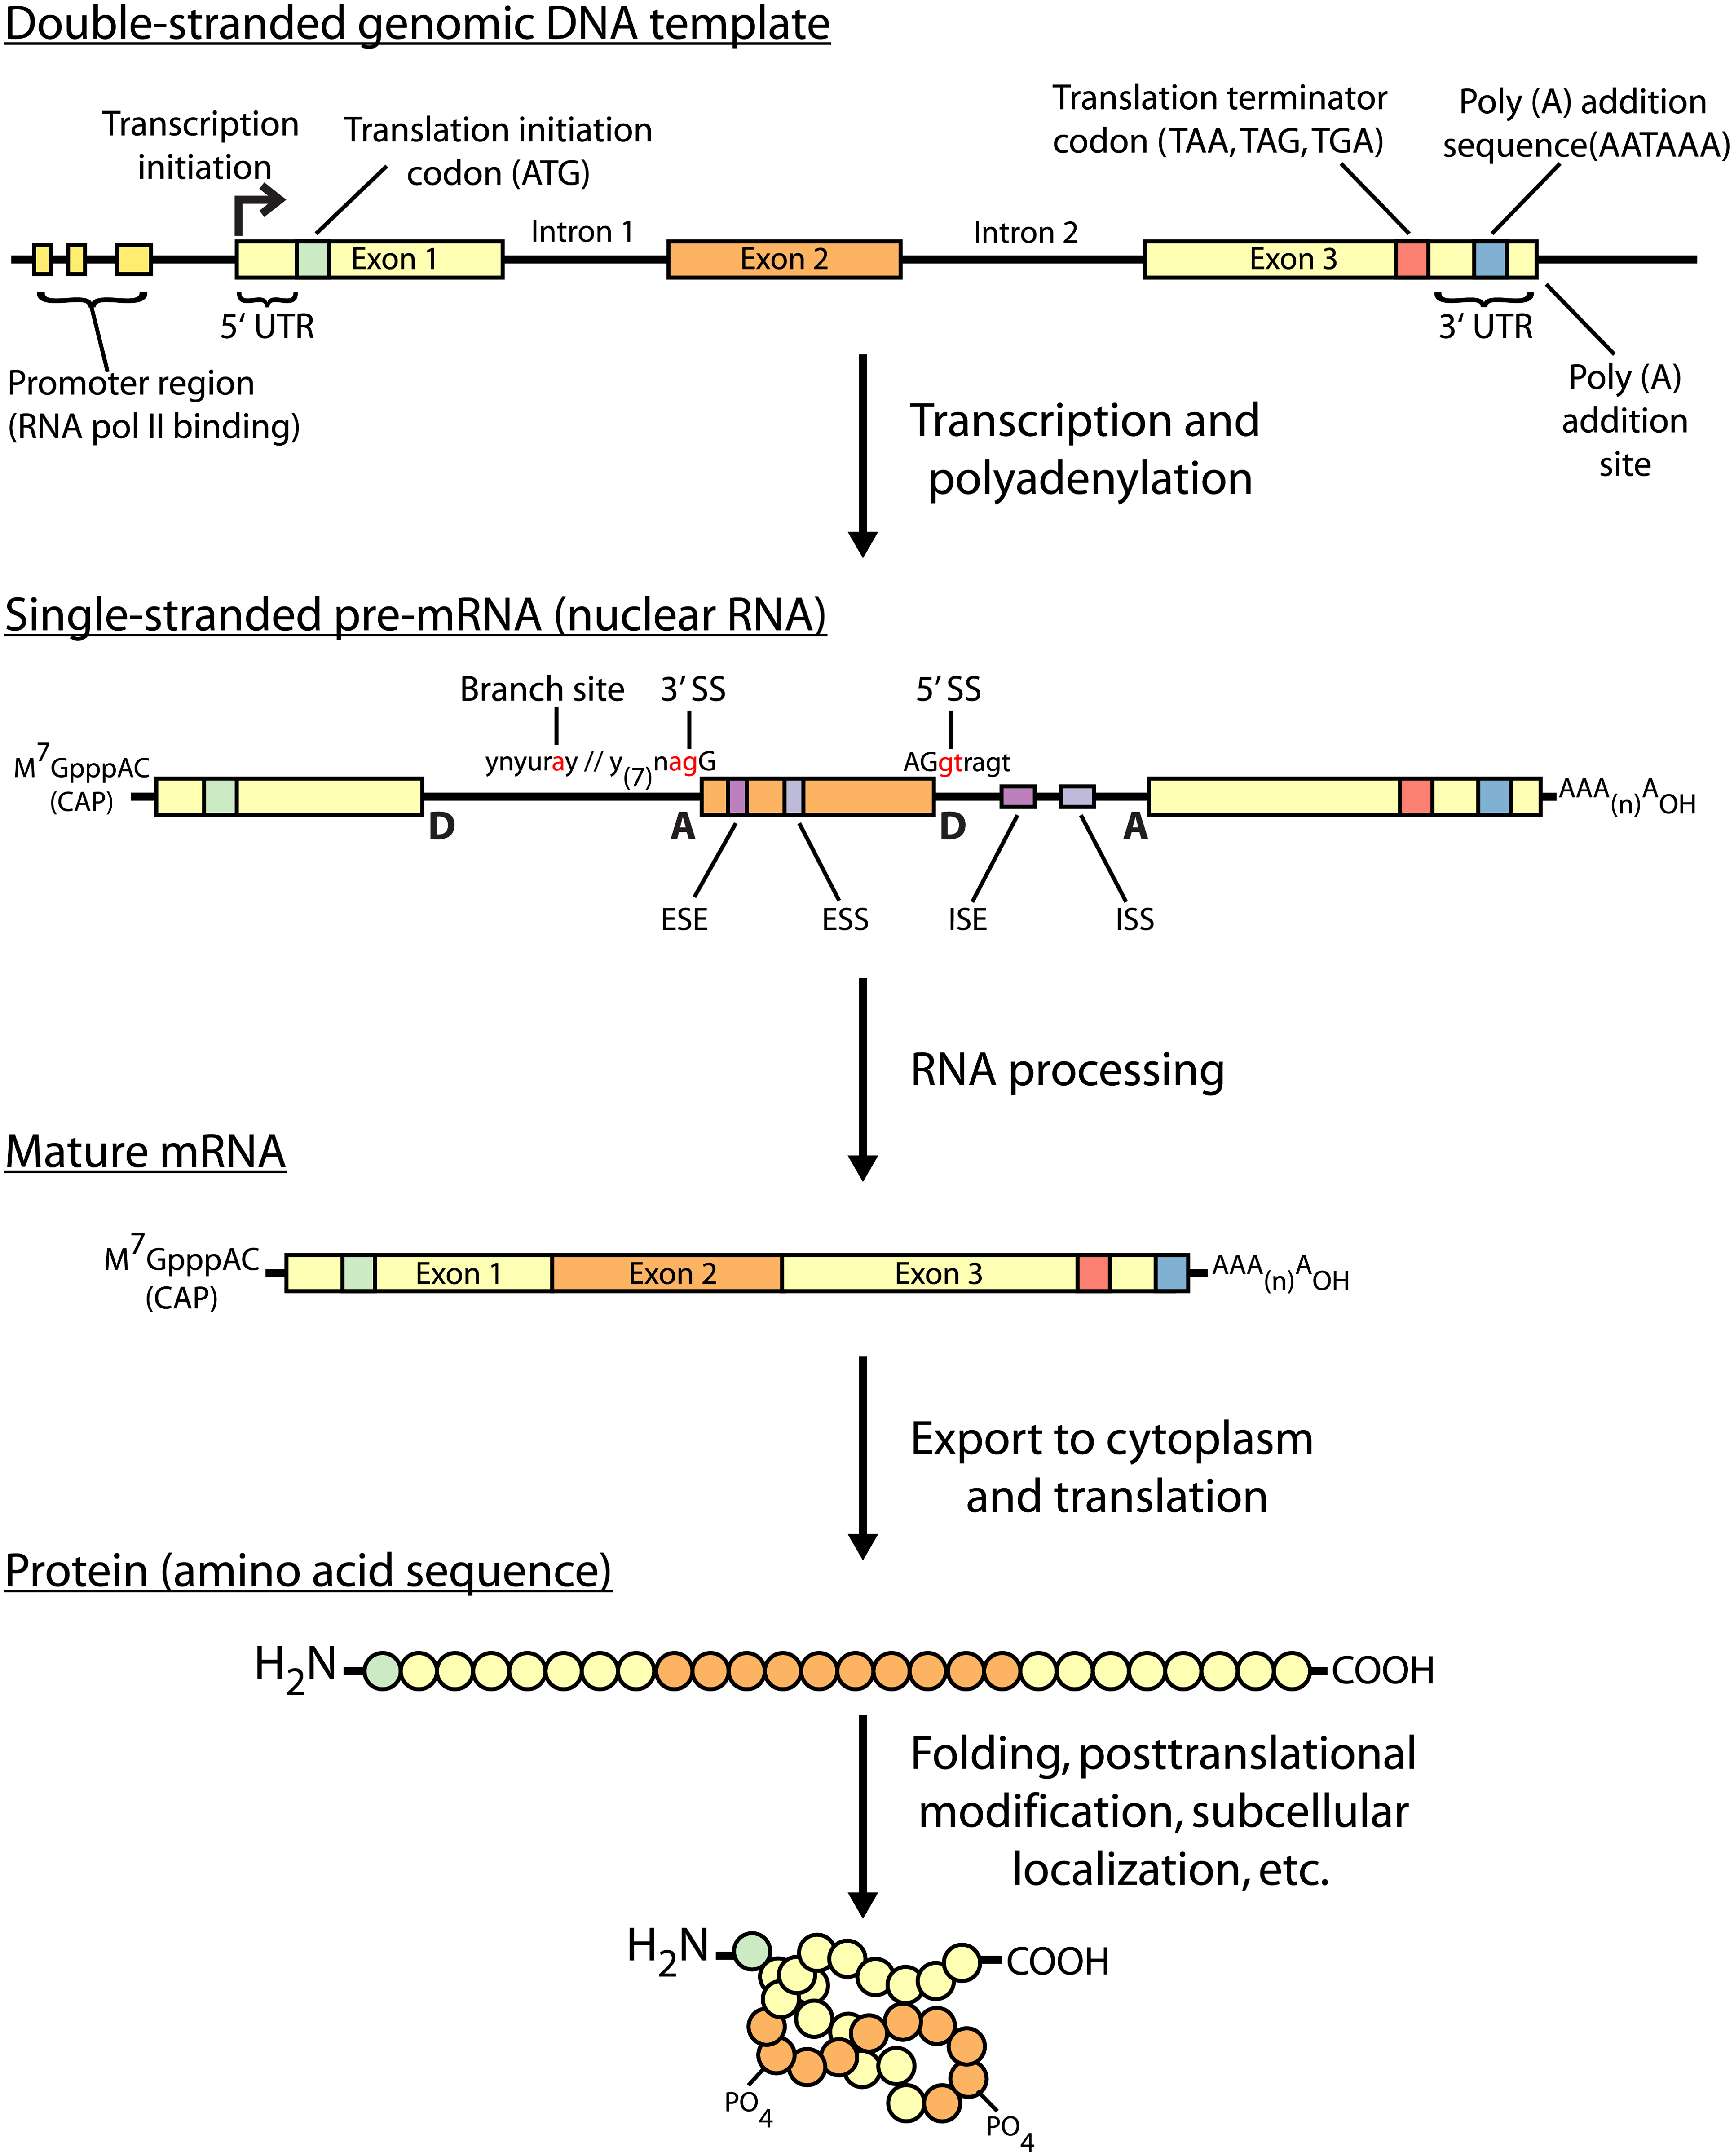 Double-stranded genomic DNA template
Transcription
initiation
Translation initiation
codon (ATG)
Translation terminator
codon (TAA, TAG, TGA)
Poly (A) addition
sequence(AATAAA)
Exon 1
Intron 1
Exon 2
Intron 2
Exon 3
5‘ UTR
3‘ UTR
Promoter region
(RNA pol II binding)
Poly (A)
addition
site
Transcription and
polyadenylation
Single-stranded pre-mRNA (nuclear RNA)
Branch site
3’ SS
5’ SS
M7GpppAC
(CAP)
ynyuray // y(7)nagG
AGgtragt
AAA(n)AOH
D
A
D
A
ESE
ESS
ISE
ISS
RNA processing
Mature mRNA
M7GpppAC
(CAP)
Exon 1
Exon 2
Exon 3
AAA(n)AOH
Export to cytoplasm
and translation
Protein (amino acid sequence)
H2N
COOH
Folding, posttranslational
modification, subcellular
localization, etc.
H2N
COOH
PO4
PO4